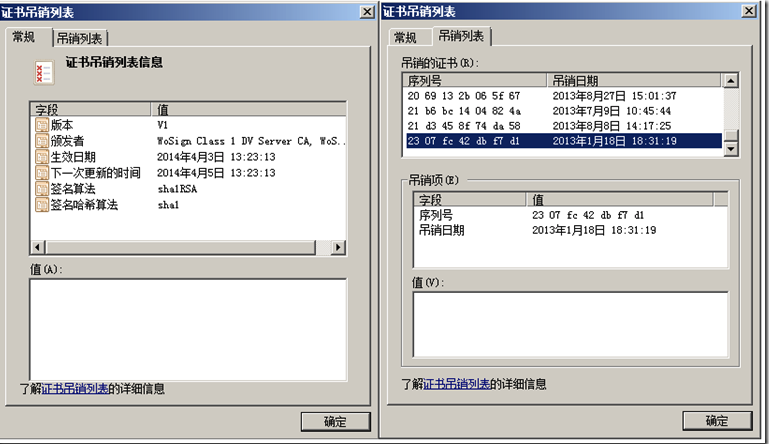 证书吊销列表
常规 吊销列表
证书吊销列表信息
字段 值
版本 V1
颁发者 WoSign Class 1 DV Server CA, WoS...
生效日期 2014年4月3日 13:23:13
下一次更新的时间 2014年4月5日 13:23:13
签名算法 sha1RSA
签名哈希算法 sha1
值(A):
了解证书吊销列表的详细信息
确定
证书吊销列表
常规 吊销列表
吊销的证书(R):
序列号 吊销日期
20 69 13 2b 06 5f 67 2013年8月27日 15:01:37
21 b6 bc 14 04 82 4a 2013年7月9日 10:45:44
21 d3 45 8f 74 da 58 2013年8月8日 14:17:25
23 07 fc 42 db f7 d1 2013年1月18日 18:31:19
吊销项(E)
字段 值
序列号 23 07 fc 42 db f7 d1
吊销日期 2013年1月18日 18:31:19
值(V):
了解证书吊销列表的详细信息
确定